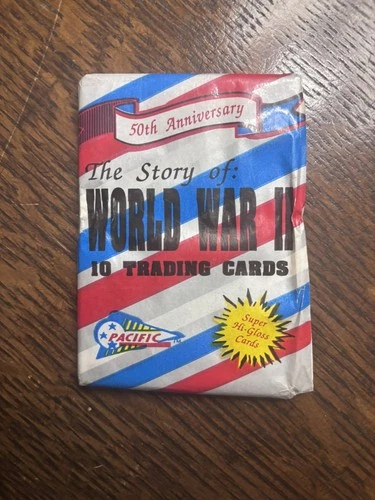 50th Anniversary
The Story of:
WORLD WAR II
10 TRADING CARDS
PACIFIC
Super
Hi-Gloss
Cards